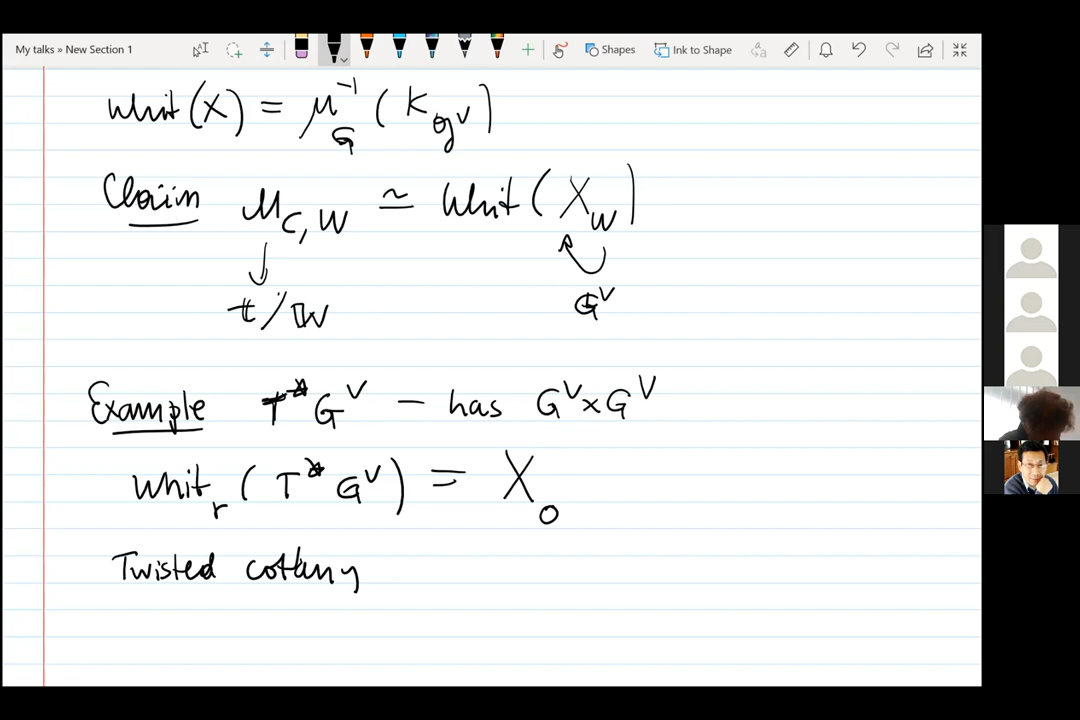 My talks » New Section 1
Shapes
Ink to Shape
Whit(X) = μ_G^{-1}(K_{𝔤^∨})
Claim M_{C,W} ≃ Whit(X_W)
↓
t/W G^∨
Example T*G^∨ – has G^∨×G^∨
Whit_r(T*G^∨) = X_0
Twisted cotang